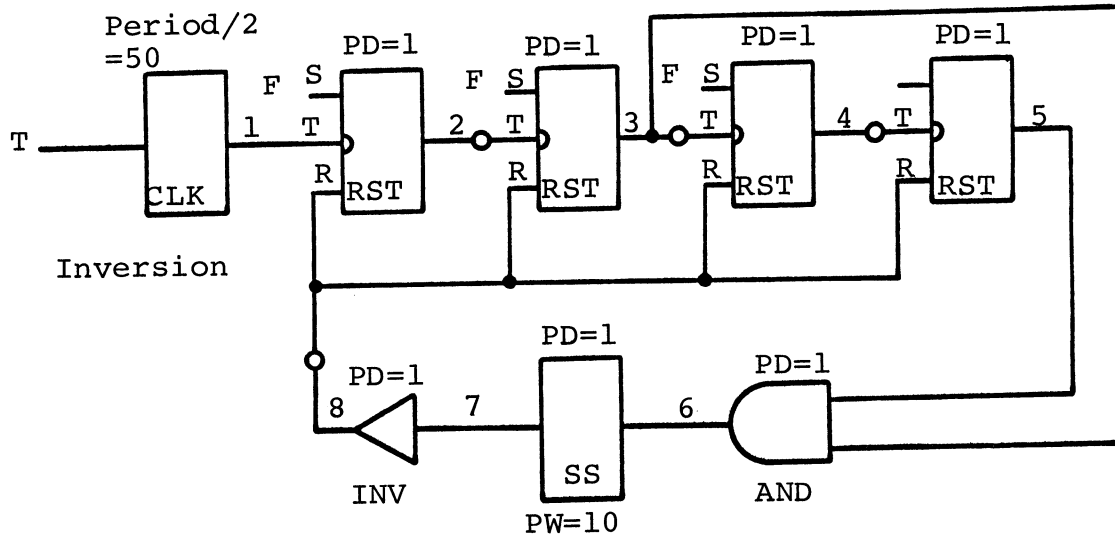 Period/2
=50
PD=1
PD=1
PD=1
PD=1
F S
F S
F S
T
1
T
2
T
3
T
4
T
5
CLK
R RST
R RST
R RST
R RST
Inversion
PD=1
PD=1
PD=1
8
7
6
SS
INV
AND
PW=10